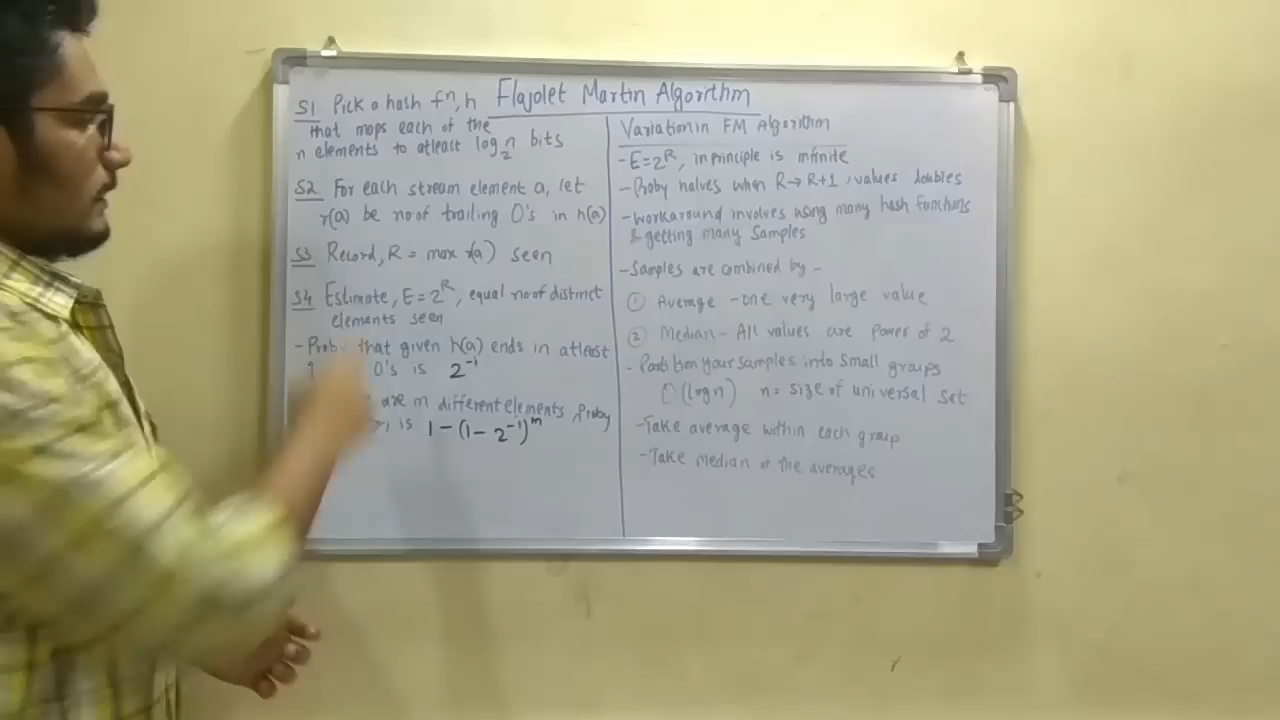 Flajolet Martin Algorithm
S1 Pick a hash fⁿ, h
that maps each of the
n elements to atleast log₂n bits
S2 For each stream element a, let
r(a) be no of trailing 0's in h(a)
S3 Record, R = max r(a) seen
S4 Estimate, E = 2^R, equal no of distinct
elements seen
- Proby that given h(a) ends in atleast
0's is 2⁻¹
are m different elements, Proby
is 1-(1-2⁻¹)^m
Variation in FM Algorithm
- E=2^R, in principle is infinite
- Proby halves when R→R+1, values doubles
- workaround involves using many hash functions
& getting many Samples
- Samples are combined by -
① Average - one very large value
② Median - All values are Power of 2
- Partition your samples into small groups
O(logn) n = size of universal set
- Take average within each group
- Take median of the averages